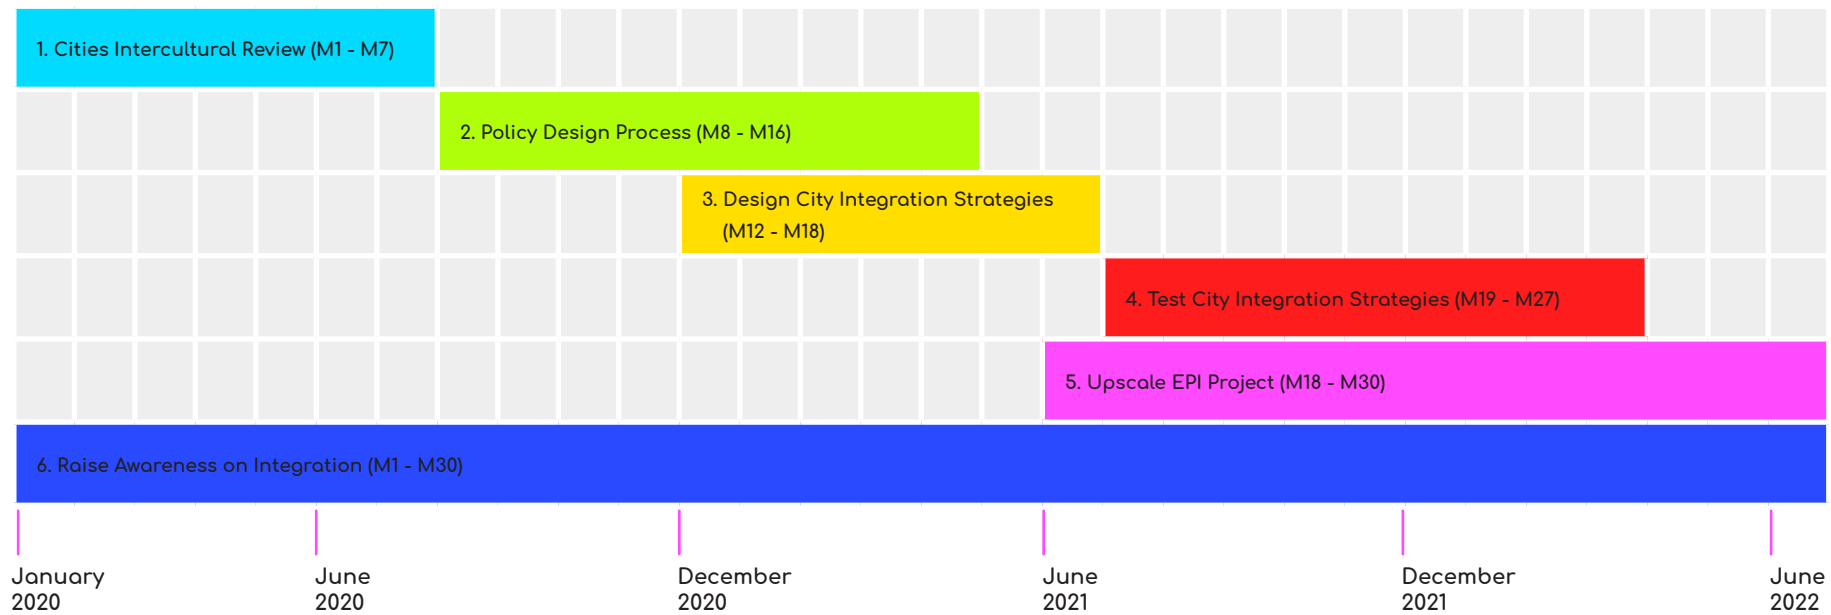 1. Cities Intercultural Review (M1 - M7)
2. Policy Design Process (M8 - M16)
3. Design City Integration Strategies
(M12 - M18)
4. Test City Integration Strategies (M19 - M27)
5. Upscale EPI Project (M18 - M30)
6. Raise Awareness on Integration (M1 - M30)
January
2020
June
2020
December
2020
June
2021
December
2021
June
2022